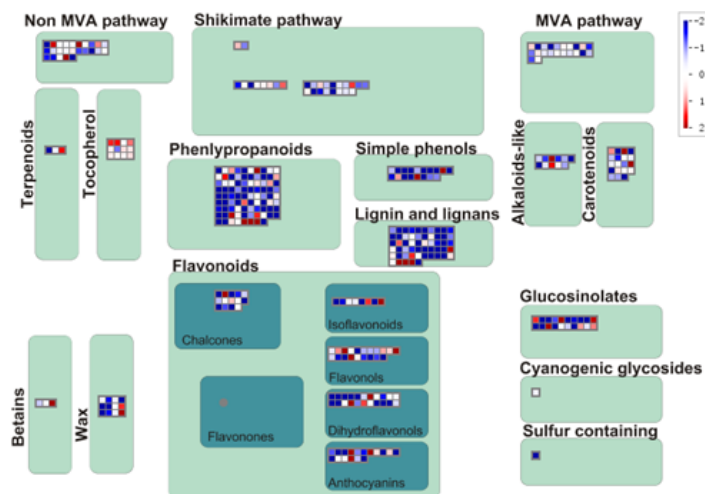 Non MVA pathway
Shikimate pathway
MVA pathway
-2
-1
0
1
2
Terpenoids
Tocopherol
Phenlypropanoids
Simple phenols
Alkaloids-like
Carotenoids
Lignin and lignans
Flavonoids
Chalcones
Isoflavonoids
Flavonols
Flavonones
Dihydroflavonols
Anthocyanins
Glucosinolates
Cyanogenic glycosides
Sulfur containing
Betains
Wax